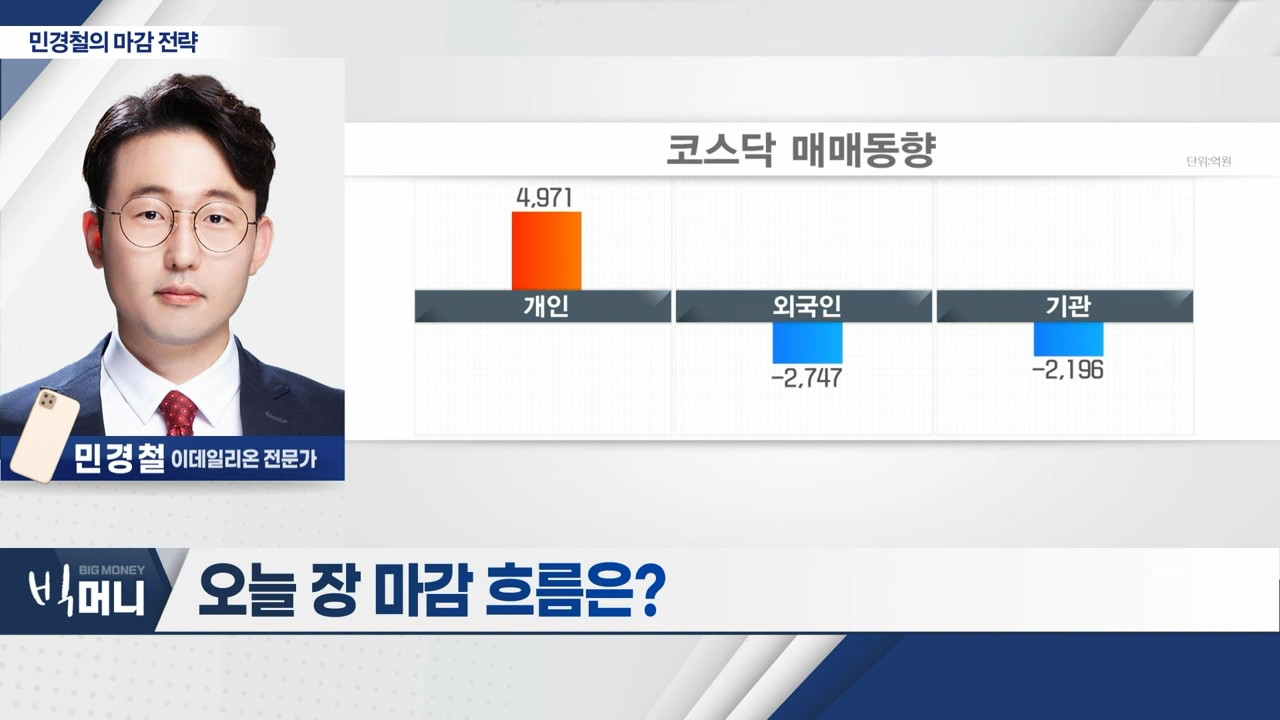 민경철의 마감 전략
코스닥 매매동향
단위:억원
4,971
개인
외국인
기관
-2,747
-2,196
민경철 이데일리온 전문가
빅머니
BIG MONEY
오늘 장 마감 흐름은?